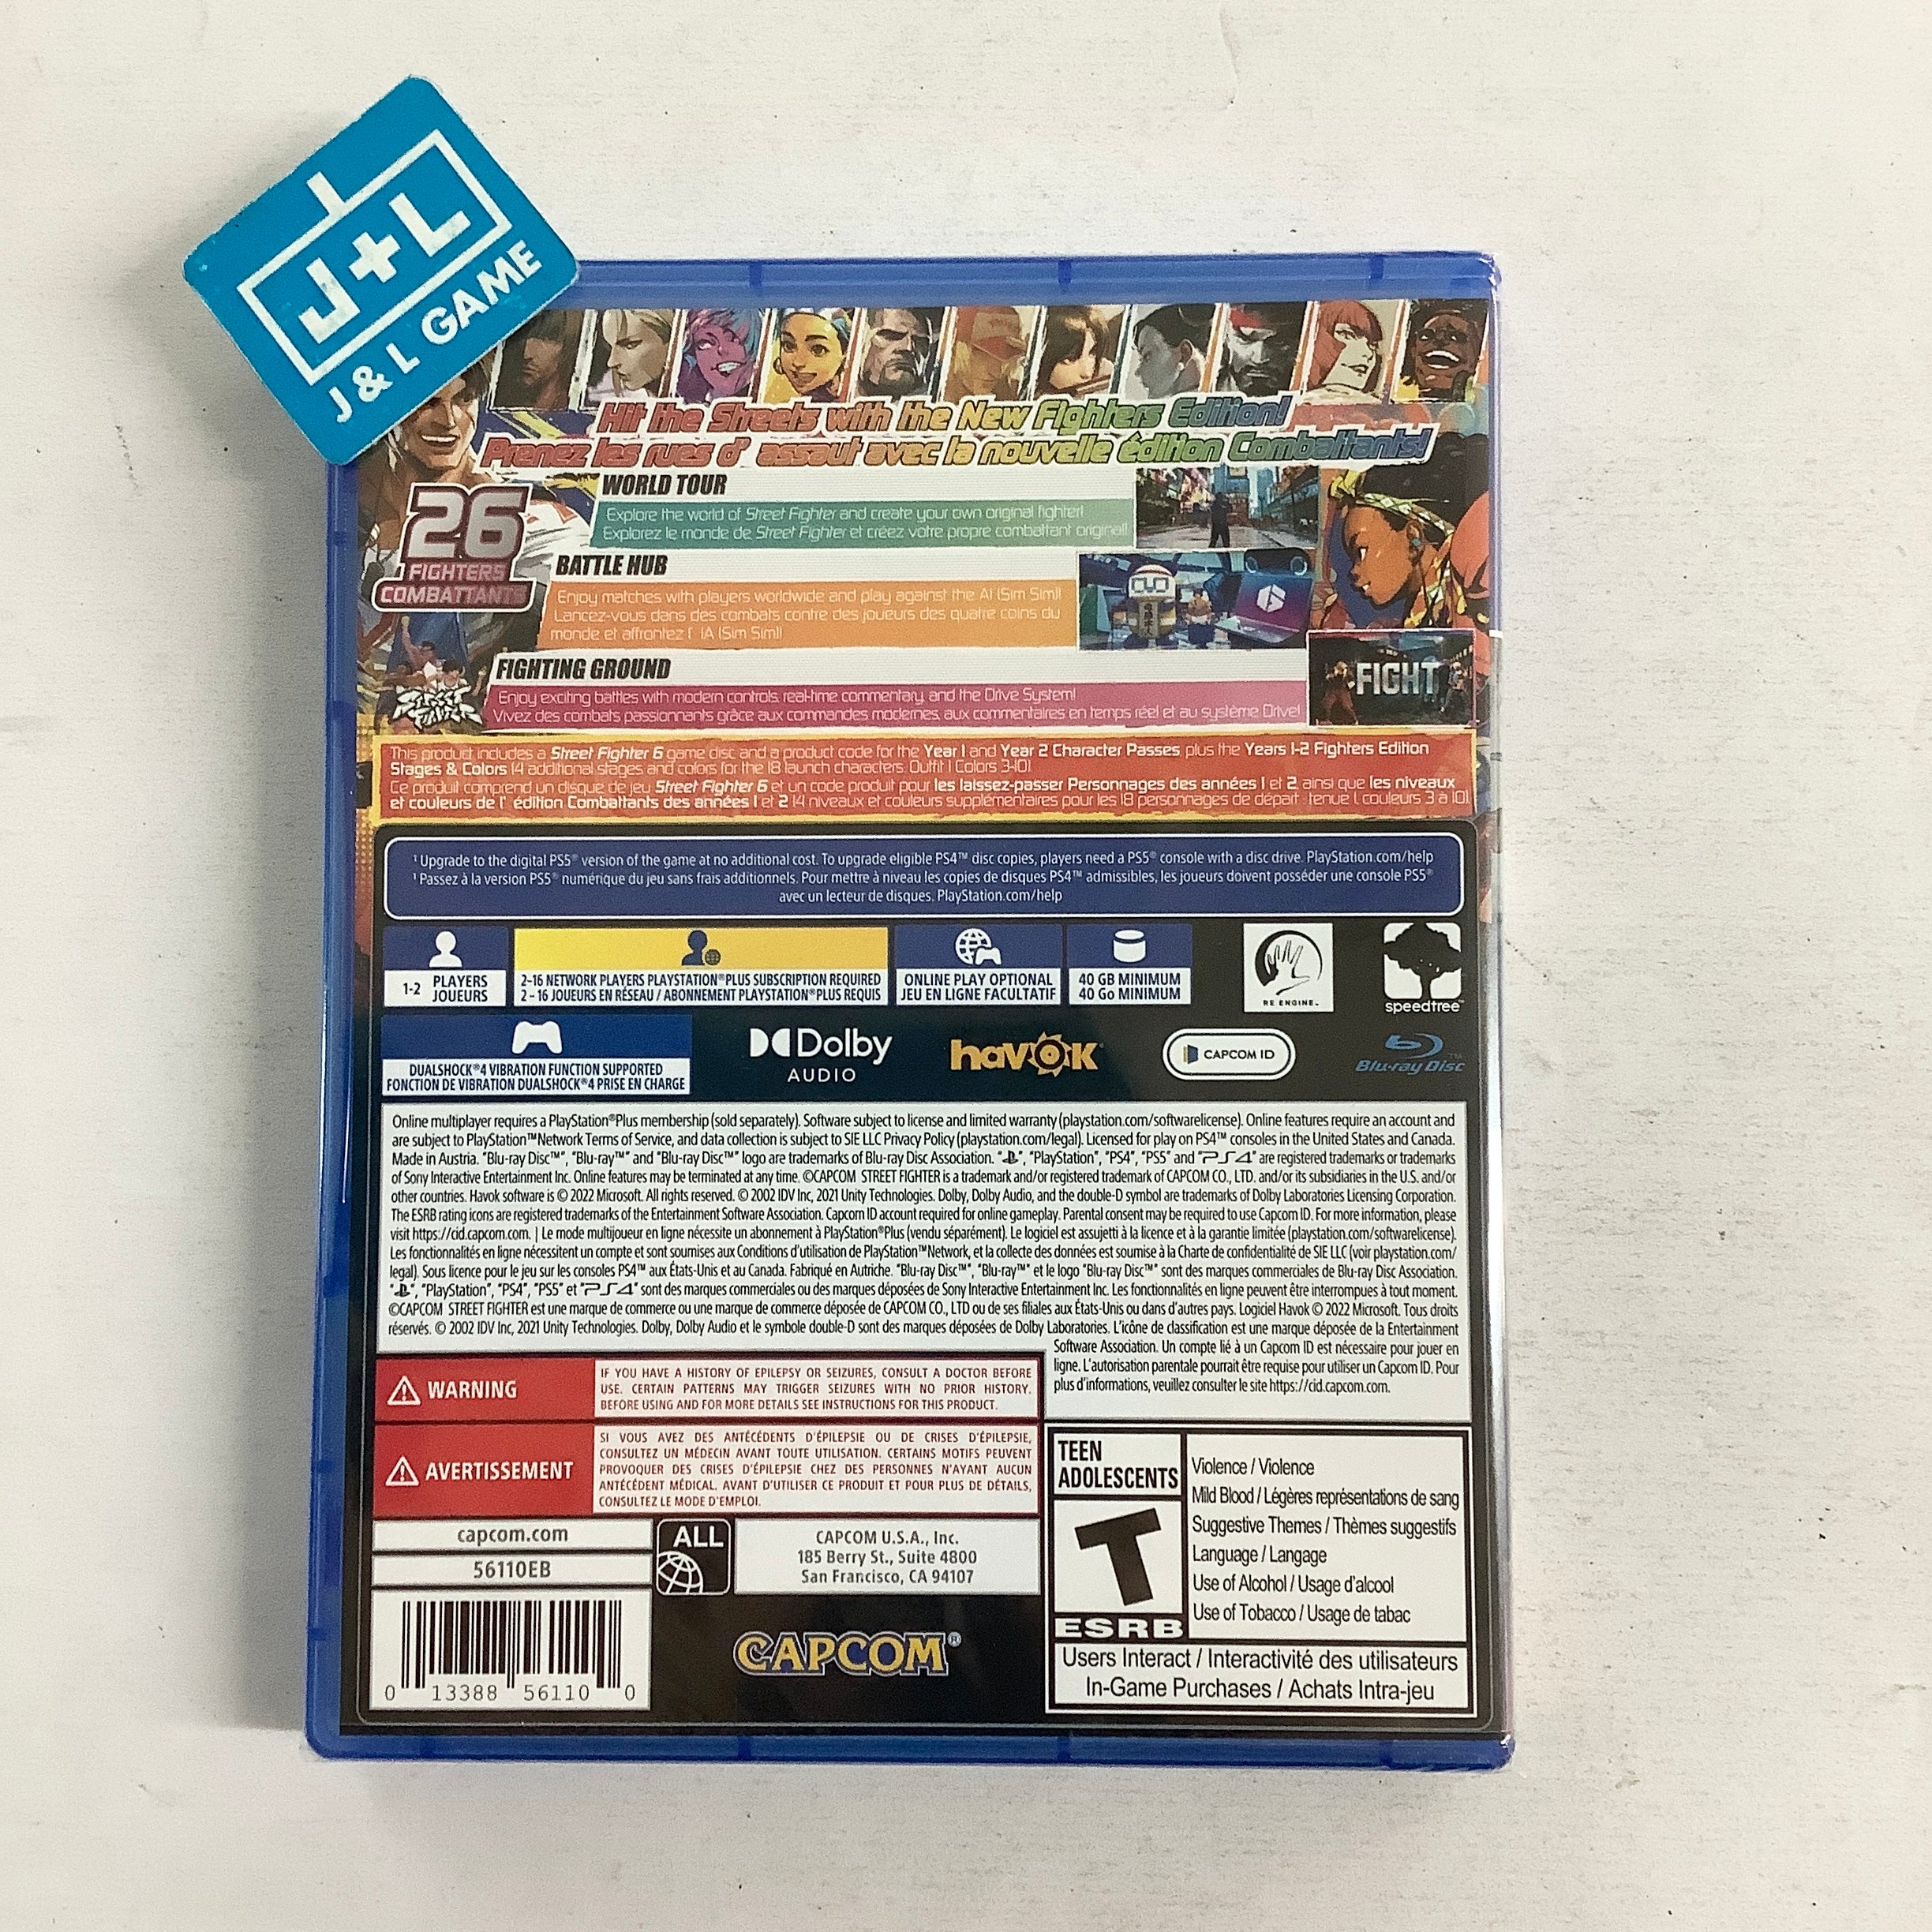 J+L
J & L GAME
Hit the Streets with the New Fighters Edition!
Prenez les rues d' assaut avec la nouvelle édition Combattants!
26
FIGHTERS
COMBATTANTS
WORLD TOUR
Explore the world of Street Fighter and create your own original fighter!
Explorez le monde de Street Fighter et créez votre propre combattant original!
BATTLE HUB
Enjoy matches with players worldwide and play against the AI (Sim Sim)!
Lancez-vous dans des combats contre des joueurs des quatre coins du
monde et affrontez l' IA (Sim Sim)!
FIGHTING GROUND
Enjoy exciting battles with modern controls, real-time commentary, and the Drive System!
Vivez des combats passionnants grâce aux commandes modernes, aux commentaires en temps réel et au système Drive!
FIGHT
STREET
FIGHTER
This product includes a Street Fighter 6 game disc and a product code for the Year 1 and Year 2 Character Passes, plus the Years 1-2 Fighters Edition
Stages & Colors (4 additional stages and colors for the 18 launch characters: Outfit 1 Colors 3-10).
Ce produit comprend un disque de jeu Street Fighter 6 et un code produit pour les laissez-passer Personnages des années 1 et 2, ainsi que les niveaux
et couleurs de l' édition Combattants des années 1 et 2 (4 niveaux et couleurs supplémentaires pour les 18 personnages de départ : tenue 1, couleurs 3 à 10).
¹ Upgrade to the digital PS5® version of the game at no additional cost. To upgrade eligible PS4™ disc copies, players need a PS5® console with a disc drive. PlayStation.com/help
¹ Passez à la version PS5® numérique du jeu sans frais additionnels. Pour mettre à niveau les copies de disques PS4™ admissibles, les joueurs doivent posséder une console PS5®
avec un lecteur de disques. PlayStation.com/help
1-2 PLAYERS
JOUEURS
2-16 NETWORK PLAYERS PLAYSTATION®PLUS SUBSCRIPTION REQUIRED
2 - 16 JOUEURS EN RÉSEAU / ABONNEMENT PLAYSTATION®PLUS REQUIS
ONLINE PLAY OPTIONAL
JEU EN LIGNE FACULTATIF
40 GB MINIMUM
40 Go MINIMUM
RE ENGINE™
speedtree™
DUALSHOCK®4 VIBRATION FUNCTION SUPPORTED
FONCTION DE VIBRATION DUALSHOCK®4 PRISE EN CHARGE
Dolby
AUDIO
havok
CAPCOM ID
Blu-ray Disc™
Online multiplayer requires a PlayStation®Plus membership (sold separately). Software subject to license and limited warranty (playstation.com/softwarelicense). Online features require an account and
are subject to PlayStation™Network Terms of Service, and data collection is subject to SIE LLC Privacy Policy (playstation.com/legal). Licensed for play on PS4™ consoles in the United States and Canada.
Made in Austria. "Blu-ray Disc™", "Blu-ray™" and "Blu-ray Disc™" logo are trademarks of Blu-ray Disc Association. "", "PlayStation", "PS4", "PS5" and "PS4" are registered trademarks or trademarks
of Sony Interactive Entertainment Inc. Online features may be terminated at any time. ©CAPCOM STREET FIGHTER is a trademark and/or registered trademark of CAPCOM CO., LTD. and/or its subsidiaries in the U.S. and/or
other countries. Havok software is © 2022 Microsoft. All rights reserved. © 2002 IDV Inc, 2021 Unity Technologies. Dolby, Dolby Audio, and the double-D symbol are trademarks of Dolby Laboratories Licensing Corporation.
The ESRB rating icons are registered trademarks of the Entertainment Software Association. Capcom ID account required for online gameplay. Parental consent may be required to use Capcom ID. For more information, please
visit https://cid.capcom.com. | Le mode multijoueur en ligne nécessite un abonnement à PlayStation®Plus (vendu séparément). Le logiciel est assujetti à la licence et à la garantie limitée (playstation.com/softwarelicense).
Les fonctionnalités en ligne nécessitent un compte et sont soumises aux Conditions d'utilisation de PlayStation™Network, et la collecte des données est soumise à la Charte de confidentialité de SIE LLC (voir playstation.com/
legal). Sous licence pour le jeu sur les consoles PS4™ aux États-Unis et au Canada. Fabriqué en Autriche. "Blu-ray Disc™", "Blu-ray™" et le logo "Blu-ray Disc™" sont des marques commerciales de Blu-ray Disc Association.
"", "PlayStation", "PS4", "PS5" et "PS4" sont des marques commerciales ou des marques déposées de Sony Interactive Entertainment Inc. Les fonctionnalités en ligne peuvent être interrompues à tout moment.
©CAPCOM STREET FIGHTER est une marque de commerce ou une marque de commerce déposée de CAPCOM CO., LTD ou de ses filiales aux États-Unis ou dans d'autres pays. Logiciel Havok © 2022 Microsoft. Tous droits
réservés. © 2002 IDV Inc, 2021 Unity Technologies. Dolby, Dolby Audio et le symbole double-D sont des marques déposées de Dolby Laboratories. L'icône de classification est une marque déposée de la Entertainment
Software Association. Un compte lié à un Capcom ID est nécessaire pour jouer en
ligne. L'autorisation parentale pourrait être requise pour utiliser un Capcom ID. Pour
plus d'informations, veuillez consulter le site https://cid.capcom.com.
WARNING
IF YOU HAVE A HISTORY OF EPILEPSY OR SEIZURES, CONSULT A DOCTOR BEFORE
USE. CERTAIN PATTERNS MAY TRIGGER SEIZURES WITH NO PRIOR HISTORY.
BEFORE USING AND FOR MORE DETAILS SEE INSTRUCTIONS FOR THIS PRODUCT.
AVERTISSEMENT
SI VOUS AVEZ DES ANTÉCÉDENTS D'ÉPILEPSIE OU DE CRISES D'ÉPILEPSIE,
CONSULTEZ UN MÉDECIN AVANT TOUTE UTILISATION. CERTAINS MOTIFS PEUVENT
PROVOQUER DES CRISES D'ÉPILEPSIE CHEZ DES PERSONNES N'AYANT AUCUN
ANTÉCÉDENT MÉDICAL. AVANT D'UTILISER CE PRODUIT ET POUR PLUS DE DÉTAILS,
CONSULTEZ LE MODE D'EMPLOI.
capcom.com
56110EB
ALL
CAPCOM U.S.A., Inc.
185 Berry St., Suite 4800
San Francisco, CA 94107
0 13388 56110 0
CAPCOM®
TEEN
ADOLESCENTS
T
ESRB
Violence / Violence
Mild Blood / Légères représentations de sang
Suggestive Themes / Thèmes suggestifs
Language / Langage
Use of Alcohol / Usage d'alcool
Use of Tobacco / Usage de tabac
Users Interact / Interactivité des utilisateurs
In-Game Purchases / Achats Intra-jeu